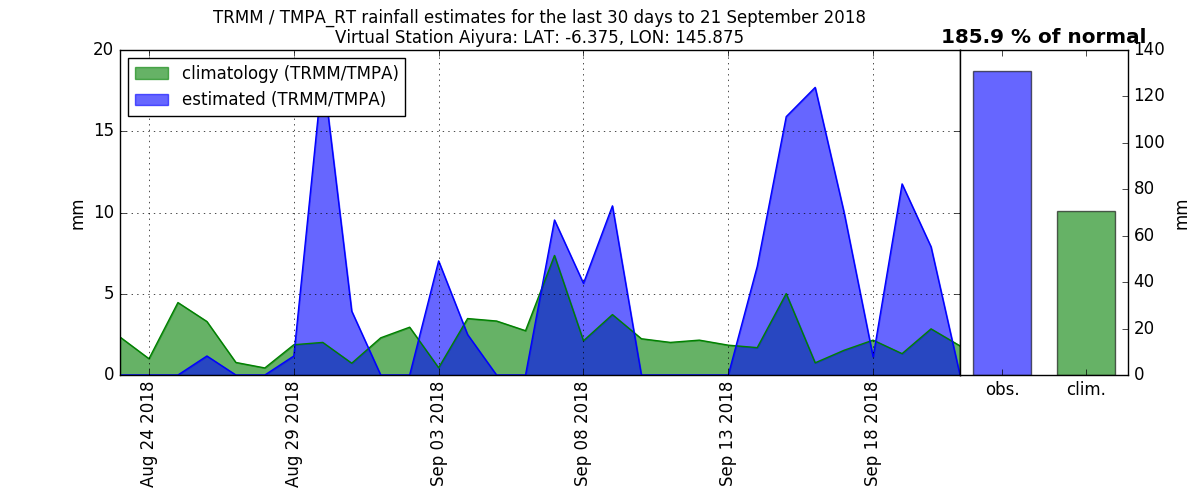 TRMM / TMPA_RT rainfall estimates for the last 30 days to 21 September 2018
Virtual Station Aiyura: LAT: -6.375, LON: 145.875
185.9 % of normal
climatology (TRMM/TMPA)
estimated (TRMM/TMPA)
20
15
10
5
0
mm
Aug 24 2018
Aug 29 2018
Sep 03 2018
Sep 08 2018
Sep 13 2018
Sep 18 2018
140
120
100
80
60
40
20
0
mm
obs.
clim.